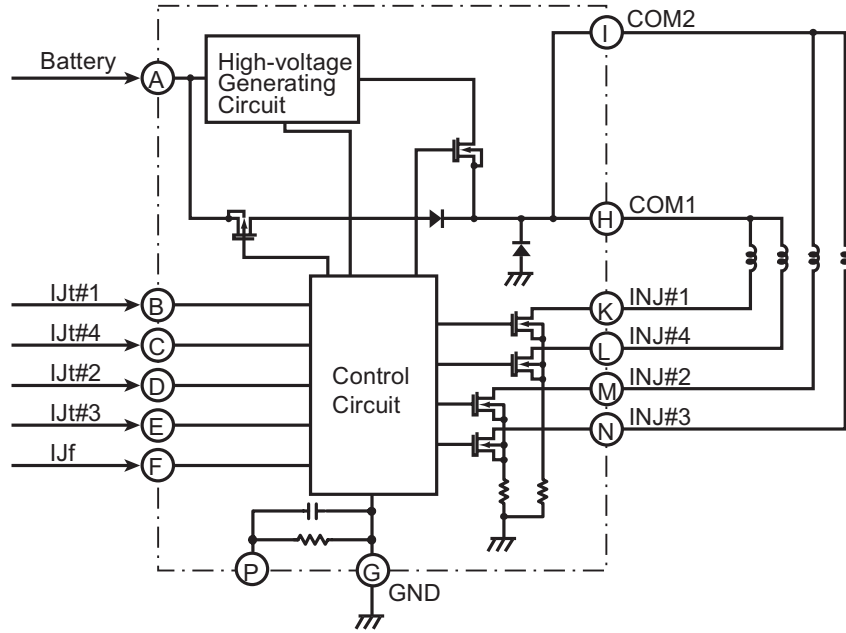 COM2
I
Battery
A
High-voltage
Generating
Circuit
H
COM1
IJt#1
B
K
INJ#1
IJt#4
C
L
INJ#4
IJt#2
D
Control
Circuit
M
INJ#2
IJt#3
E
N
INJ#3
IJf
F
P
G
GND